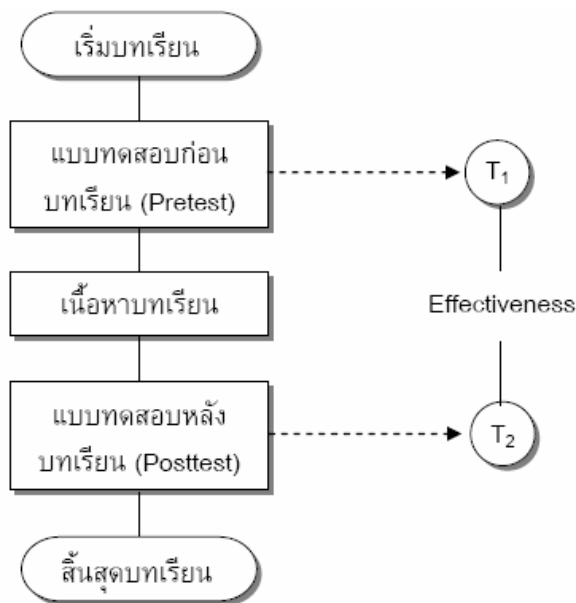 เริ่มบทเรียน
แบบทดสอบก่อน
บทเรียน (Pretest)
T₁
เนื้อหาบทเรียน
Effectiveness
แบบทดสอบหลัง
บทเรียน (Posttest)
T₂
สิ้นสุดบทเรียน